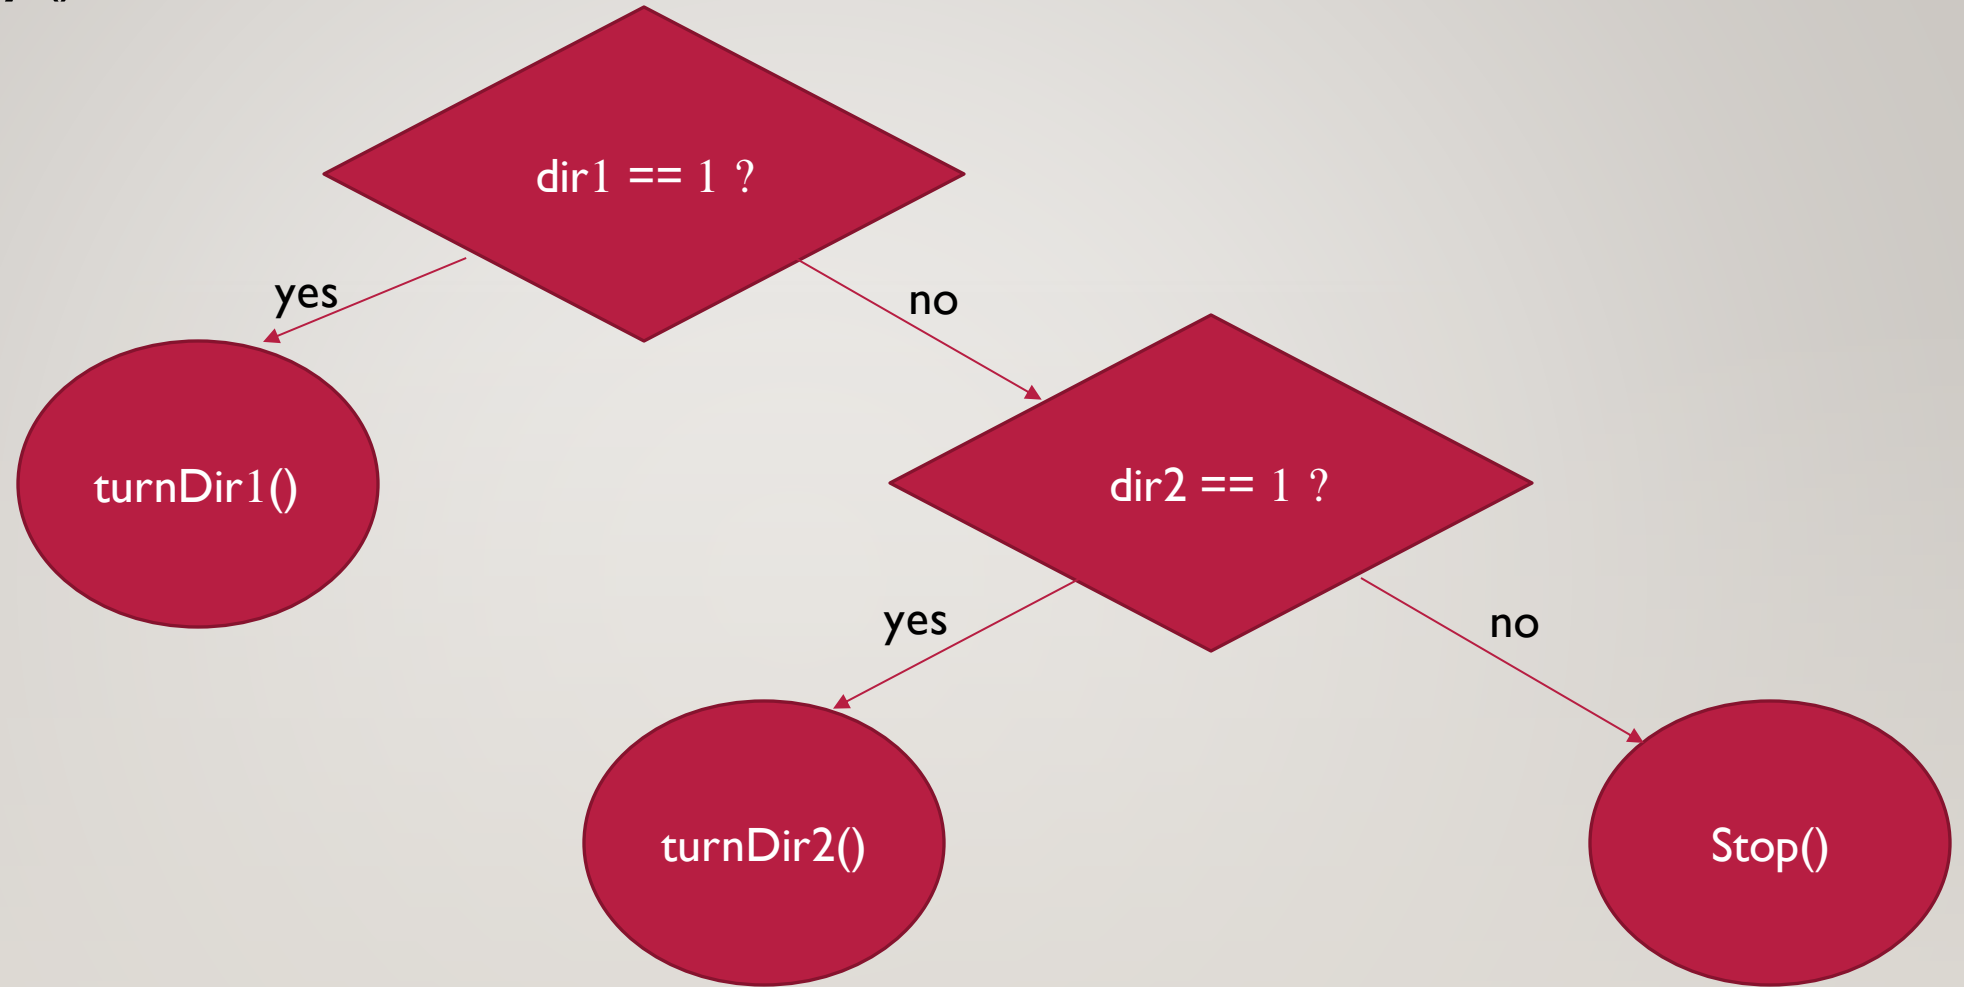 dir1 == 1 ?
yes
no
turnDir1()
dir2 == 1 ?
yes
no
turnDir2()
Stop()